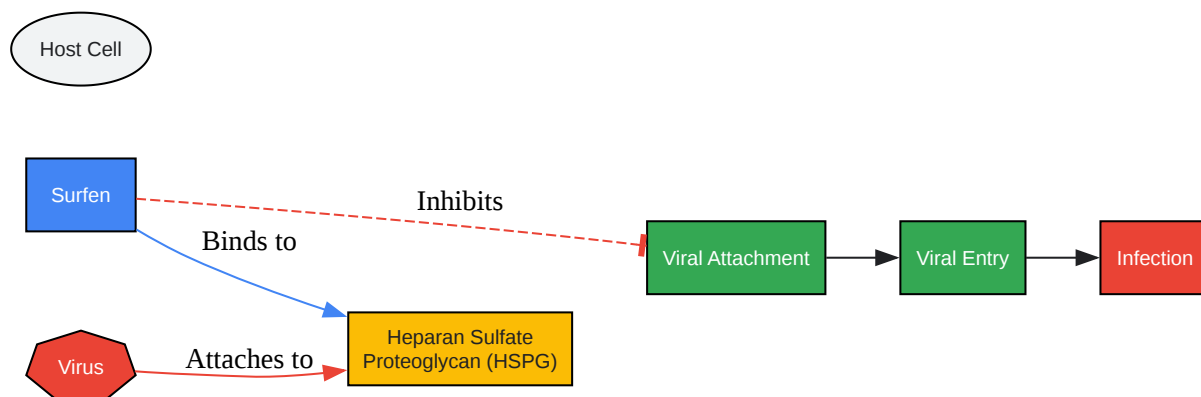 Host Cell
Surfen
Inhibits
Binds to
Viral Attachment
Viral Entry
Infection
Heparan Sulfate
Proteoglycan (HSPG)
Virus
Attaches to